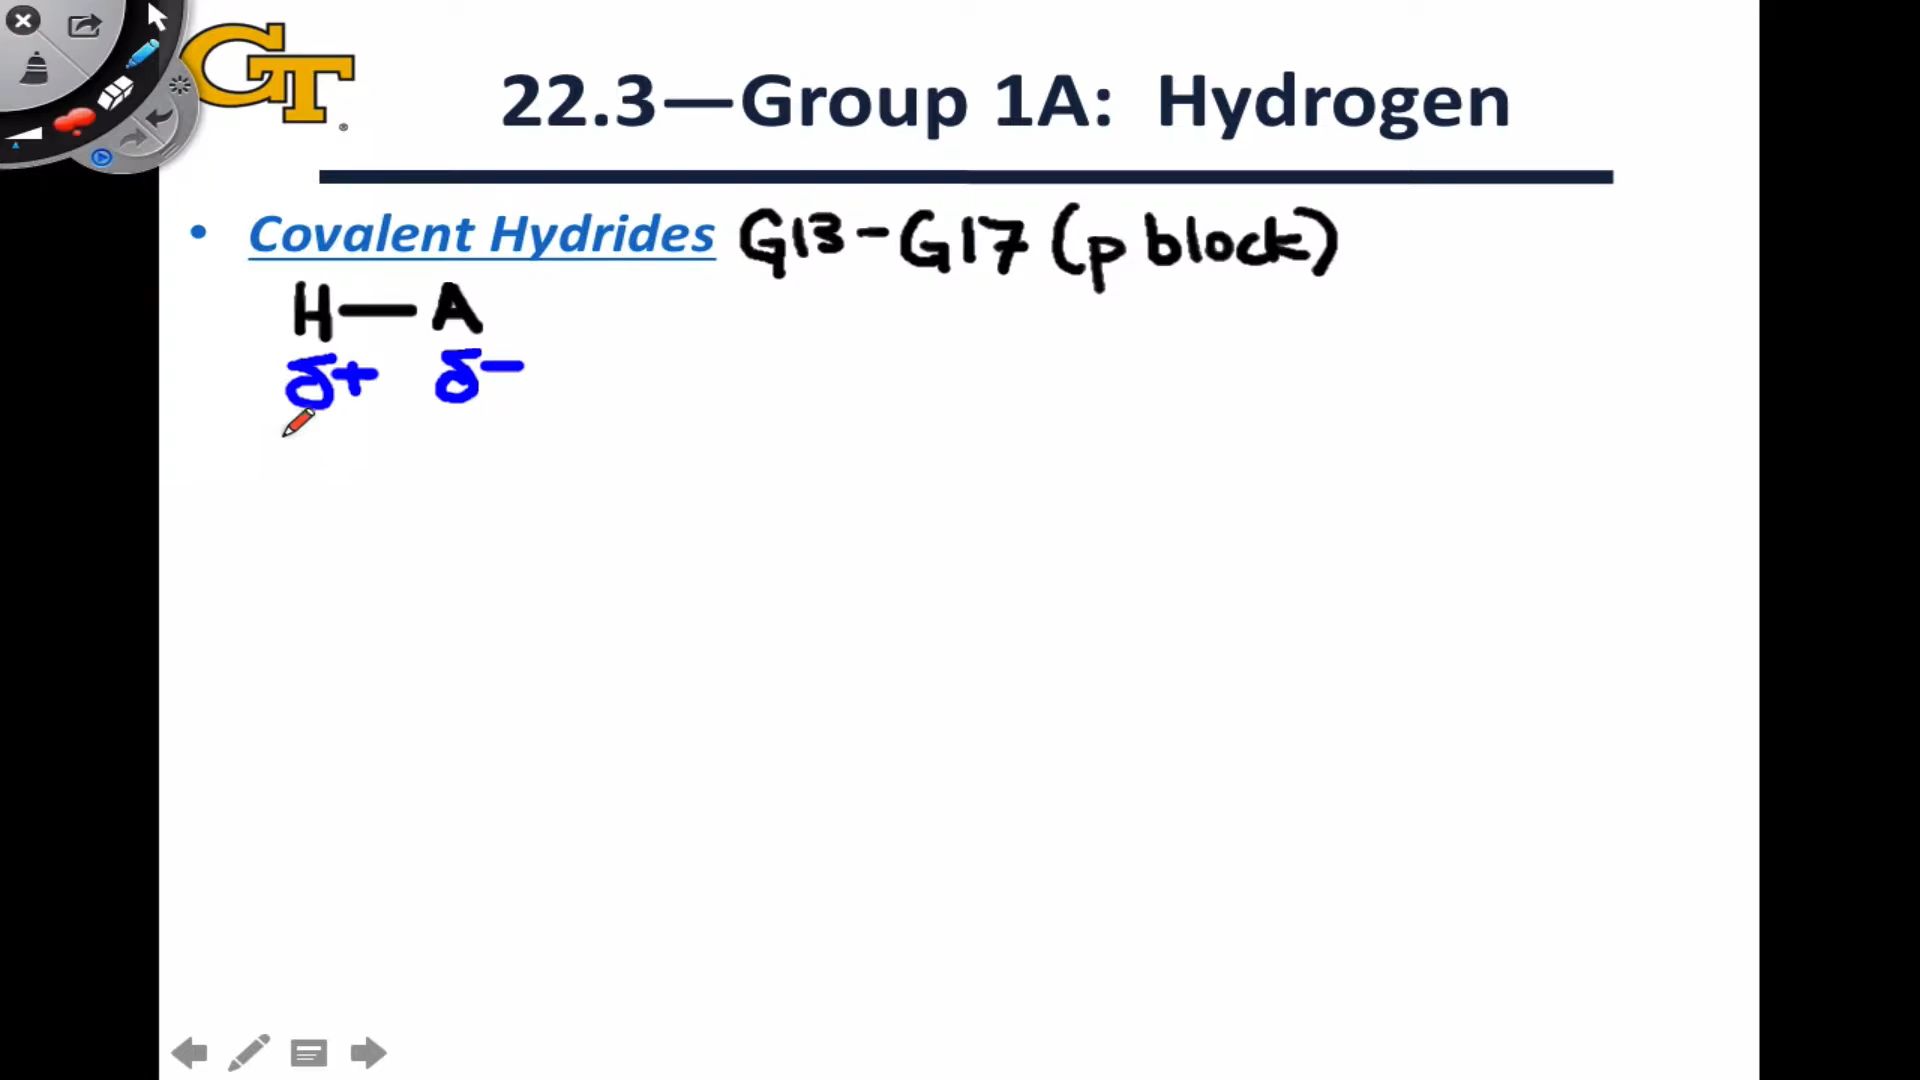 GT
®
22.3—Group 1A: Hydrogen
• Covalent Hydrides G13-G17 (p block)
H—A
δ+ δ-